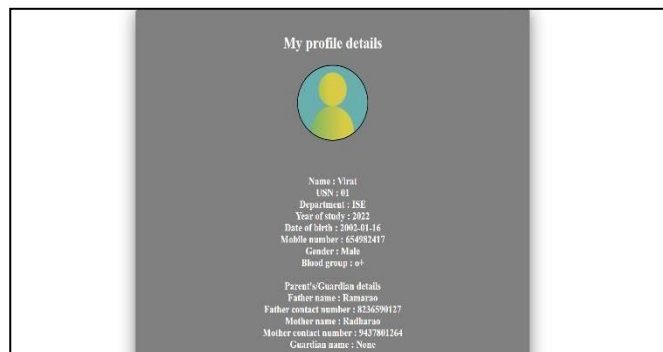 My profile details
Name : Virat
USN : 01
Department : ISE
Year of study : 2022
Date of birth : 2002-01-16
Mobile number : 654982417
Gender : Male
Blood group : o+
Parent's/Guardian details
Father name : Ramarao
Father contact number : 8236590127
Mother name : Radharao
Mother contact number : 9437801264
Guardian name : None